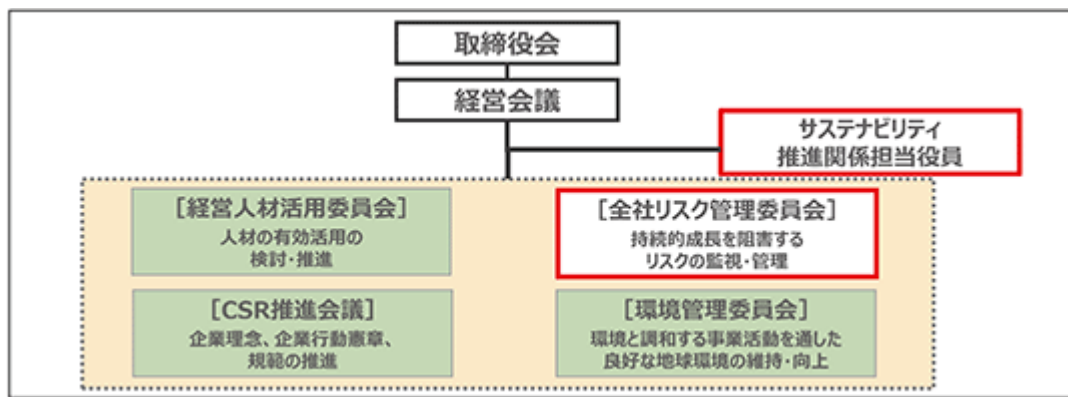 取締役会
経営会議
サステナビリティ
推進関係担当役員
[経営人材活用委員会]
人材の有効活用の
検討・推進
[全社リスク管理委員会]
持続的成長を阻害する
リスクの監視・管理
[CSR推進会議]
企業理念、企業行動憲章、
規範の推進
[環境管理委員会]
環境と調和する事業活動を通した
良好な地球環境の維持・向上